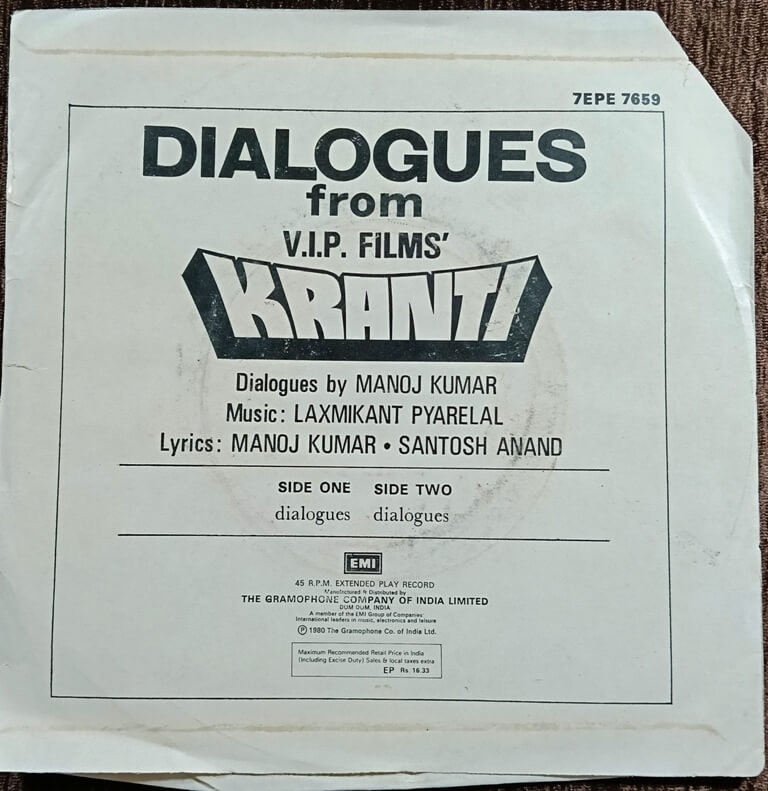 7EPE 7659
DIALOGUES
from
V.I.P. FILMS'
KRANTI
Dialogues by MANOJ KUMAR
Music: LAXMIKANT PYARELAL
Lyrics: MANOJ KUMAR • SANTOSH ANAND
SIDE ONE SIDE TWO
dialogues dialogues
EMI
45 R.P.M. EXTENDED PLAY RECORD
Manufactured & Distributed by
THE GRAMOPHONE COMPANY OF INDIA LIMITED
DUM DUM, INDIA
A member of the EMI Group of Companies
International leaders in music, electronics and leisure
Ⓟ 1980 The Gramophone Co. of India Ltd.
Maximum Recommended Retail Price in India
(Including Excise Duty) Sales & local taxes extra
EP Rs. 16.33